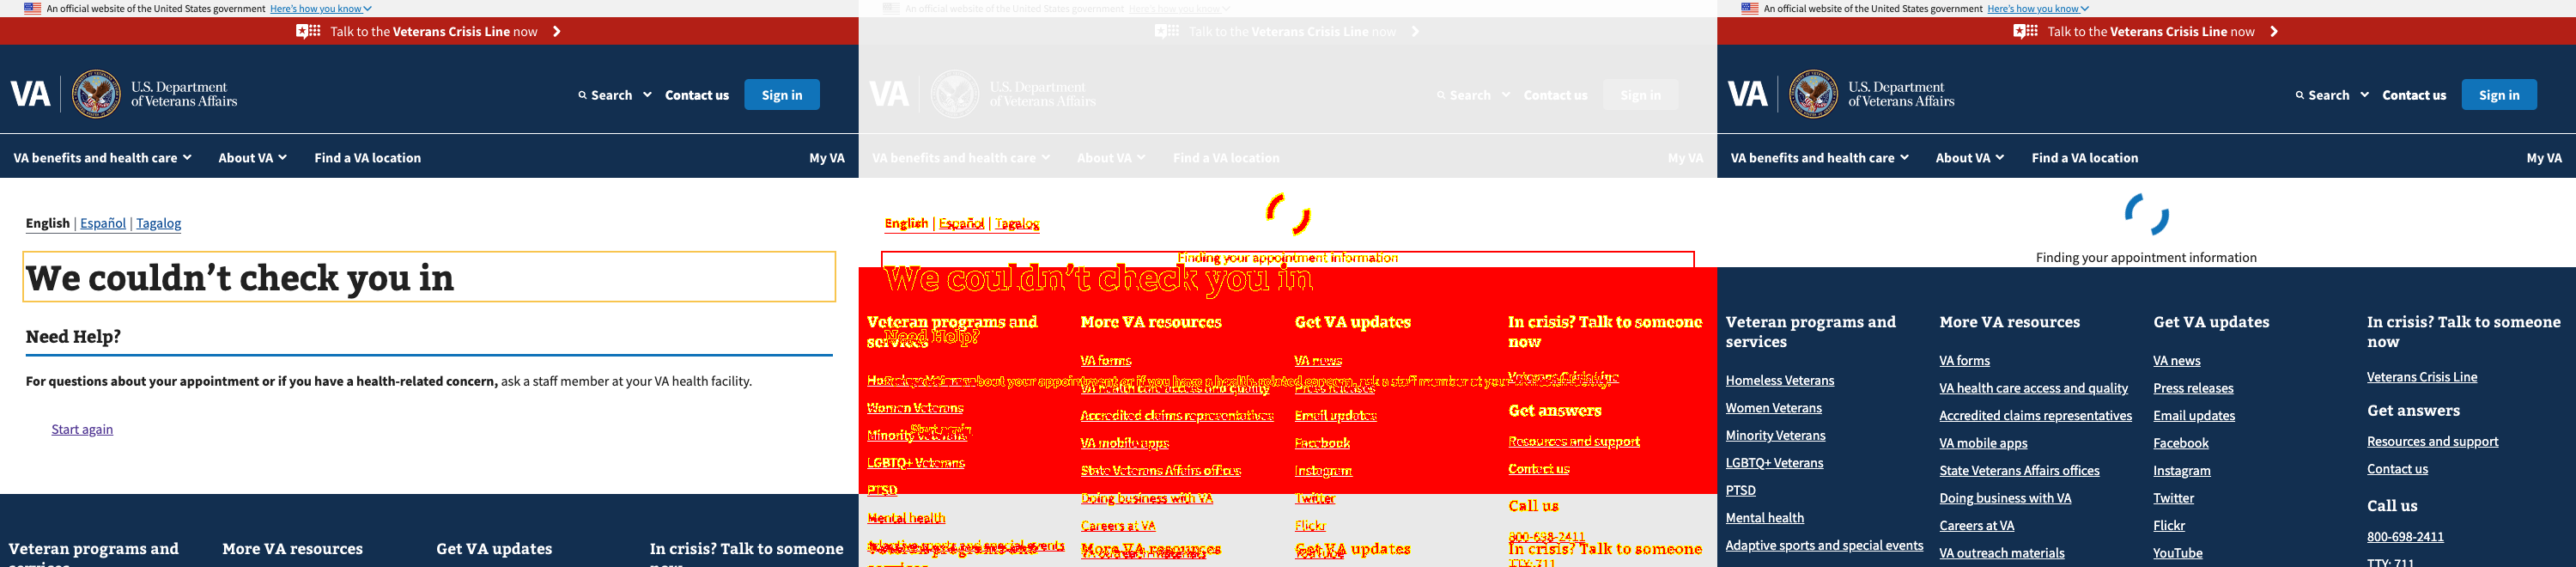 An official website of the United States government Here's how you know
Talk to the Veterans Crisis Line now
VA U.S. Department of Veterans Affairs
Search Contact us Sign in
VA benefits and health care About VA Find a VA location My VA
English | Español | Tagalog
We couldn't check you in
Need Help?
For questions about your appointment or if you have a health-related concern, ask a staff member at your VA health facility.
Start again
Veteran programs and
More VA resources
Get VA updates
In crisis? Talk to someone
An official website of the United States government Here's how you know
Talk to the Veterans Crisis Line now
VA U.S. Department of Veterans Affairs
Search Contact us Sign in
VA benefits and health care About VA Find a VA location My VA
English | Español | Tagalog
Finding your appointment information
We couldn't check you in
Veteran programs and
services
Need Help?
Women Veterans
LGBTQ+ Veterans
PTSD
Mental health
More VA resources
VA forms
VA health care access and quality
Accredited claims representatives
VA mobile apps
State Veterans Affairs offices
Doing business with VA
Careers at VA
More VA resources
Get VA updates
VA news
Press releases
Email updates
Facebook
Instagram
Twitter
Flickr
Get VA updates
In crisis? Talk to someone
now
Veterans Crisis Line
Get answers
Resources and support
Contact us
Call us
800-698-2411
In crisis? Talk to someone
An official website of the United States government Here's how you know
Talk to the Veterans Crisis Line now
VA U.S. Department of Veterans Affairs
Search Contact us Sign in
VA benefits and health care About VA Find a VA location My VA
Finding your appointment information
Veteran programs and
services
Homeless Veterans
Women Veterans
Minority Veterans
LGBTQ+ Veterans
PTSD
Mental health
Adaptive sports and special events
More VA resources
VA forms
VA health care access and quality
Accredited claims representatives
VA mobile apps
State Veterans Affairs offices
Doing business with VA
Careers at VA
VA outreach materials
Get VA updates
VA news
Press releases
Email updates
Facebook
Instagram
Twitter
Flickr
YouTube
In crisis? Talk to someone
now
Veterans Crisis Line
Get answers
Resources and support
Contact us
Call us
800-698-2411
TTY: 711